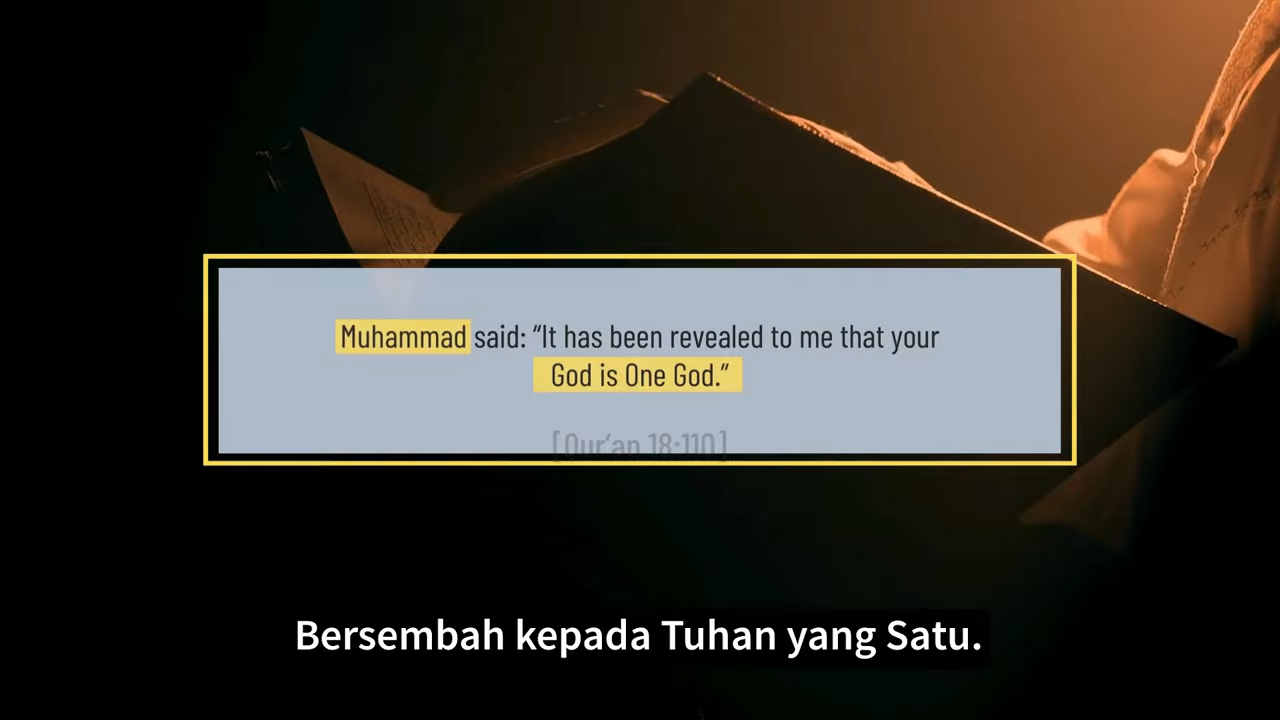 Muhammad said: “It has been revealed to me that your
God is One God.”
[Qur’an 18:110]
Bersembah kepada Tuhan yang Satu.